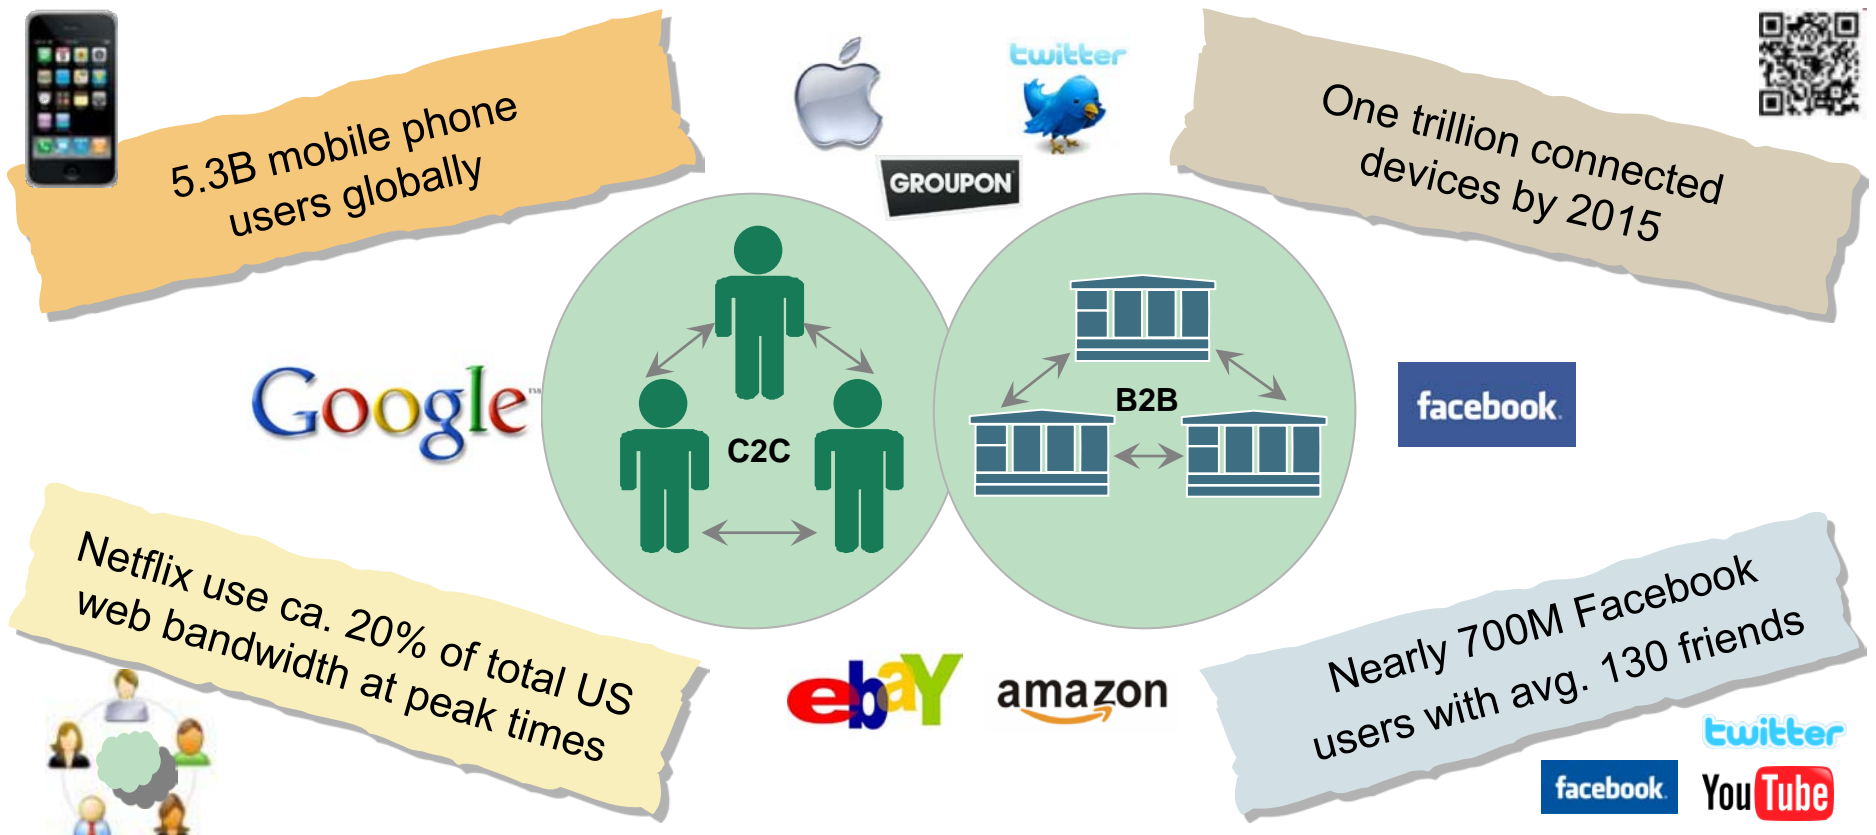 5.3B mobile phone
users globally
twitter
GROUPON
One trillion connected
devices by 2015
Google
C2C
B2B
facebook
Netflix use ca. 20% of total US
web bandwidth at peak times
ebay
amazon
Nearly 700M Facebook
users with avg. 130 friends
twitter
facebook
YouTube